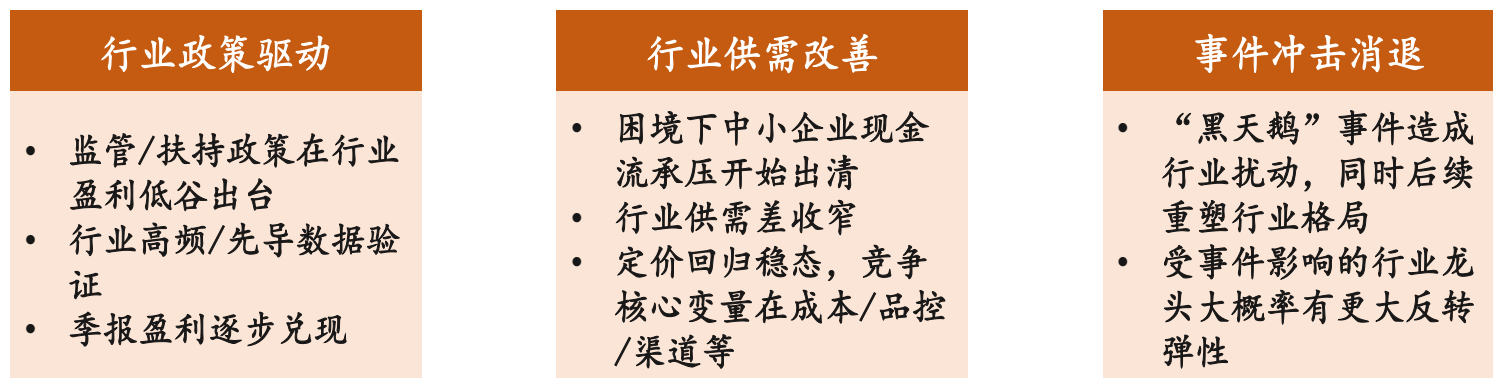 行业政策驱动
• 监管/扶持政策在行业
盈利低谷出台
• 行业高频/先导数据验
证
• 季报盈利逐步兑现
行业供需改善
• 困境下中小企业现金
流承压开始出清
• 行业供需差收窄
• 定价回归稳态，竞争
核心变量在成本/品控
/渠道等
事件冲击消退
• “黑天鹅”事件造成
行业扰动，同时后续
重塑行业格局
• 受事件影响的行业龙
头大概率有更大反转
弹性